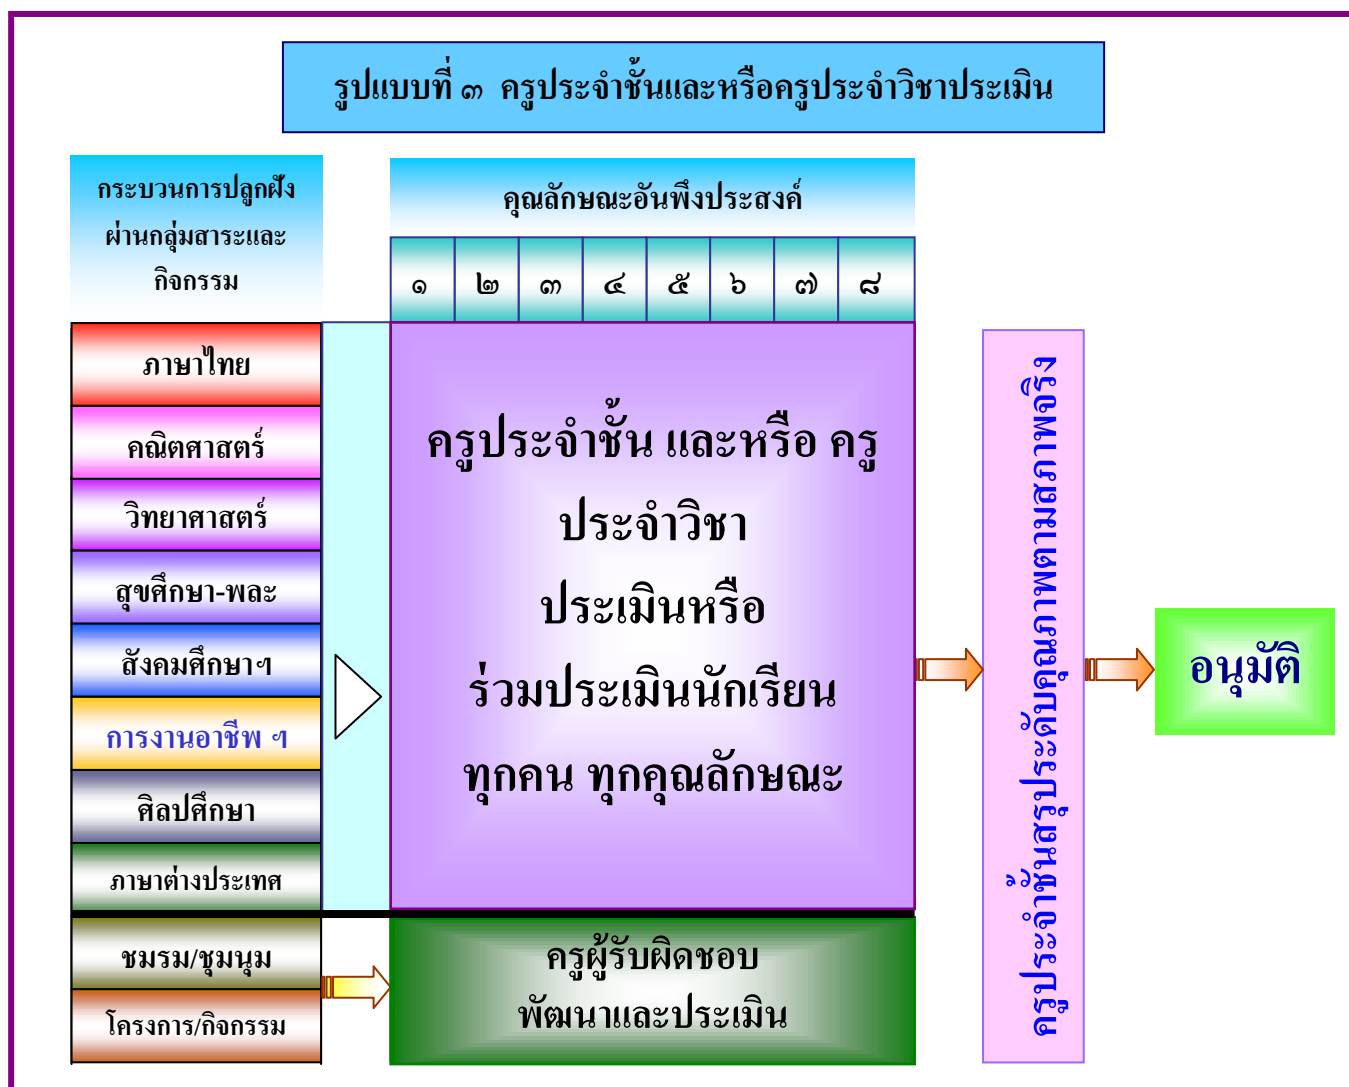 รูปแบบที่ ๓ ครูประจำชั้นและหรือครูประจำวิชาประเมิน
กระบวนการปลูกฝัง
ผ่านกลุ่มสาระและ
กิจกรรม
คุณลักษณะอันพึงประสงค์
๑ ๒ ๓ ๔ ๕ ๖ ๗ ๘
ภาษาไทย
คณิตศาสตร์
วิทยาศาสตร์
สุขศึกษา-พละ
สังคมศึกษาฯ
การงานอาชีพ ฯ
ศิลปศึกษา
ภาษาต่างประเทศ
ชมรม/ชุมนุม
โครงการ/กิจกรรม
ครูประจำชั้น และหรือ ครู
ประจำวิชา
ประเมินหรือ
ร่วมประเมินนักเรียน
ทุกคน ทุกคุณลักษณะ
ครูผู้รับผิดชอบ
พัฒนาและประเมิน
ครูประจำชั้นสรุประดับคุณภาพตามสภาพจริง
อนุมัติ